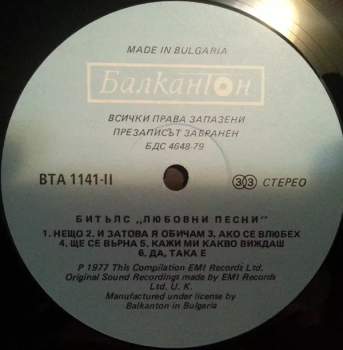 MADE IN BULGARIA
Балкантон
ВСИЧКИ ПРАВА ЗАПАЗЕНИ
ПРЕЗАПИСЪТ ЗАБРАНЕН
БДС 4648-79
ВТА 1141-II
33 СТЕРЕО
БИТЪЛС „ЛЮБОВНИ ПЕСНИ"
1. НЕЩО 2. И ЗАТОВА Я ОБИЧАМ 3. АКО СЕ ВЛЮБЕХ
4. ЩЕ СЕ ВЪРНА 5. КАЖИ МИ КАКВО ВИЖДАШ
6. ДА, ТАКА Е
P 1977 This Compilation EMI Records Ltd.
Original Sound Recordings made by EMI Records
Ltd. U. K.
Manufactured under license by
Balkanton in Bulgaria